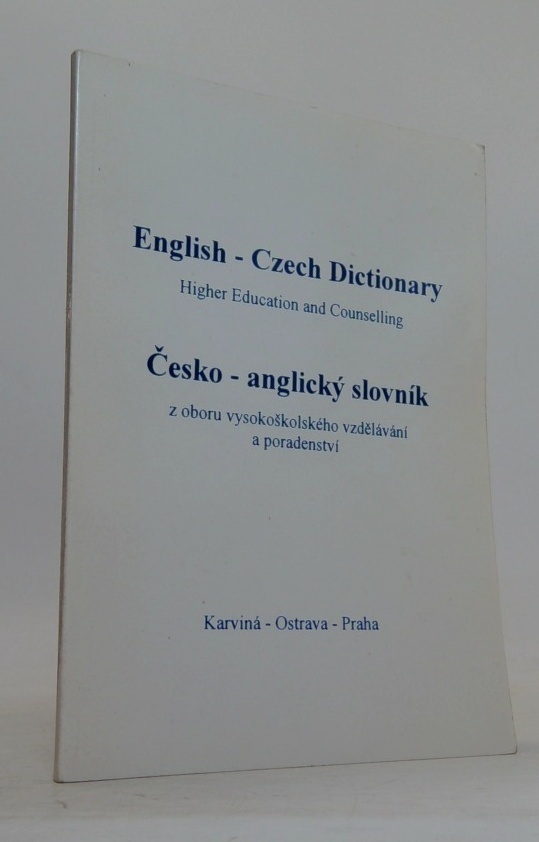 English - Czech Dictionary
Higher Education and Counselling
Česko - anglický slovník
z oboru vysokoškolského vzdělávání
a poradenství
Karviná - Ostrava - Praha